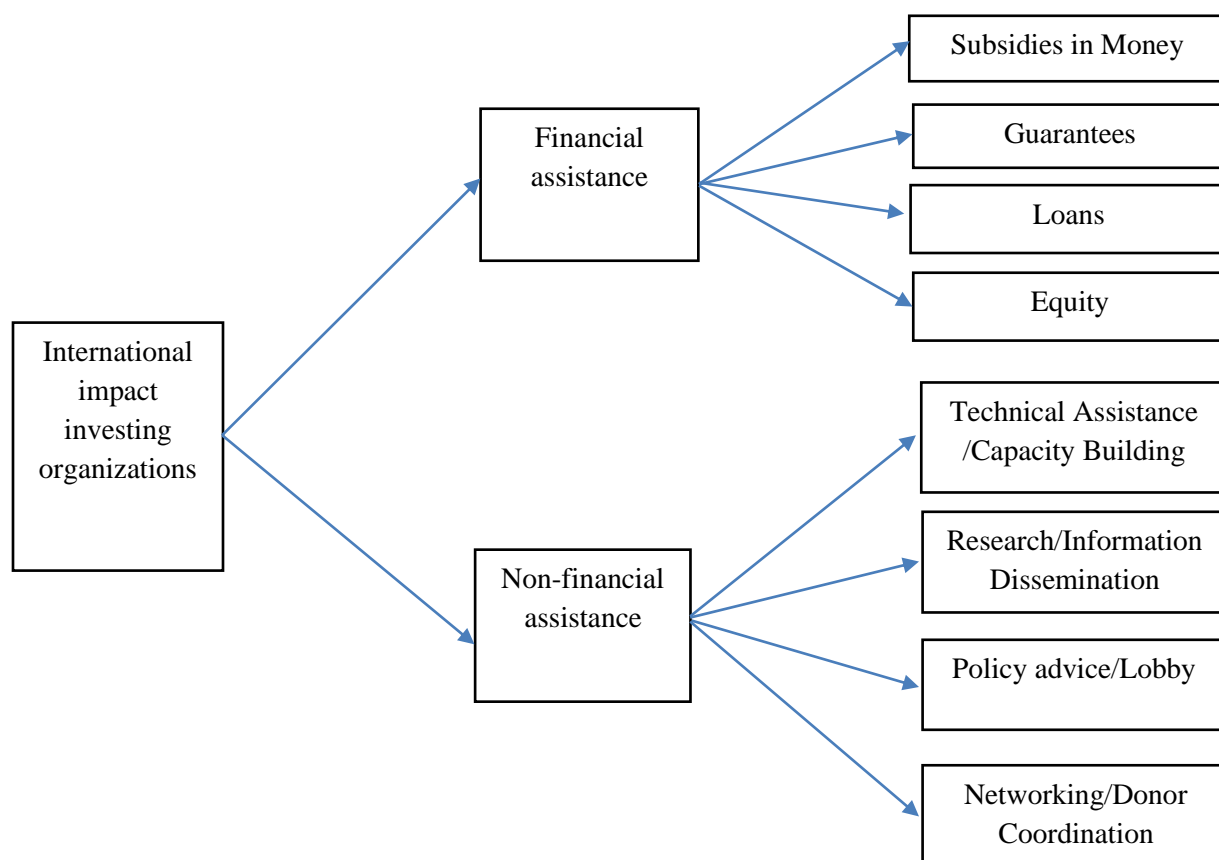 Subsidies in Money
Financial
assistance
Guarantees
Loans
Equity
International
impact
investing
organizations
Technical Assistance
/Capacity Building
Non-financial
assistance
Research/Information
Dissemination
Policy advice/Lobby
Networking/Donor
Coordination